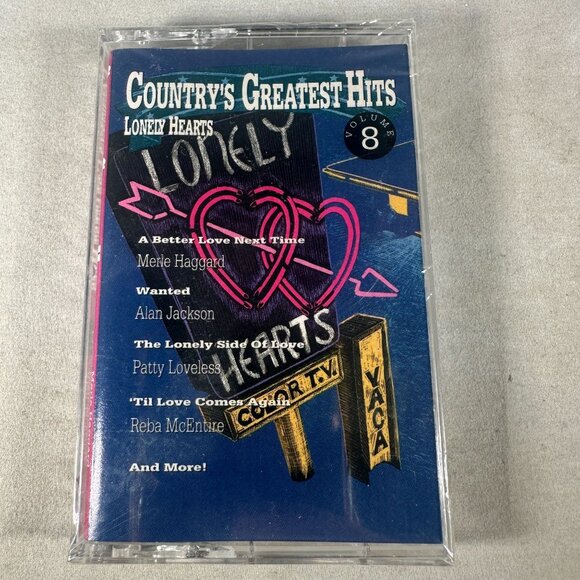 COUNTRY'S GREATEST HITS
LONELY HEARTS
VOLUME
8
LONELY
A Better Love Next Time
Merle Haggard
Wanted
Alan Jackson
HEARTS
The Lonely Side Of Love
Patty Loveless
COLOR T.V.
VACA
'Til Love Comes Again
Reba McEntire
And More!